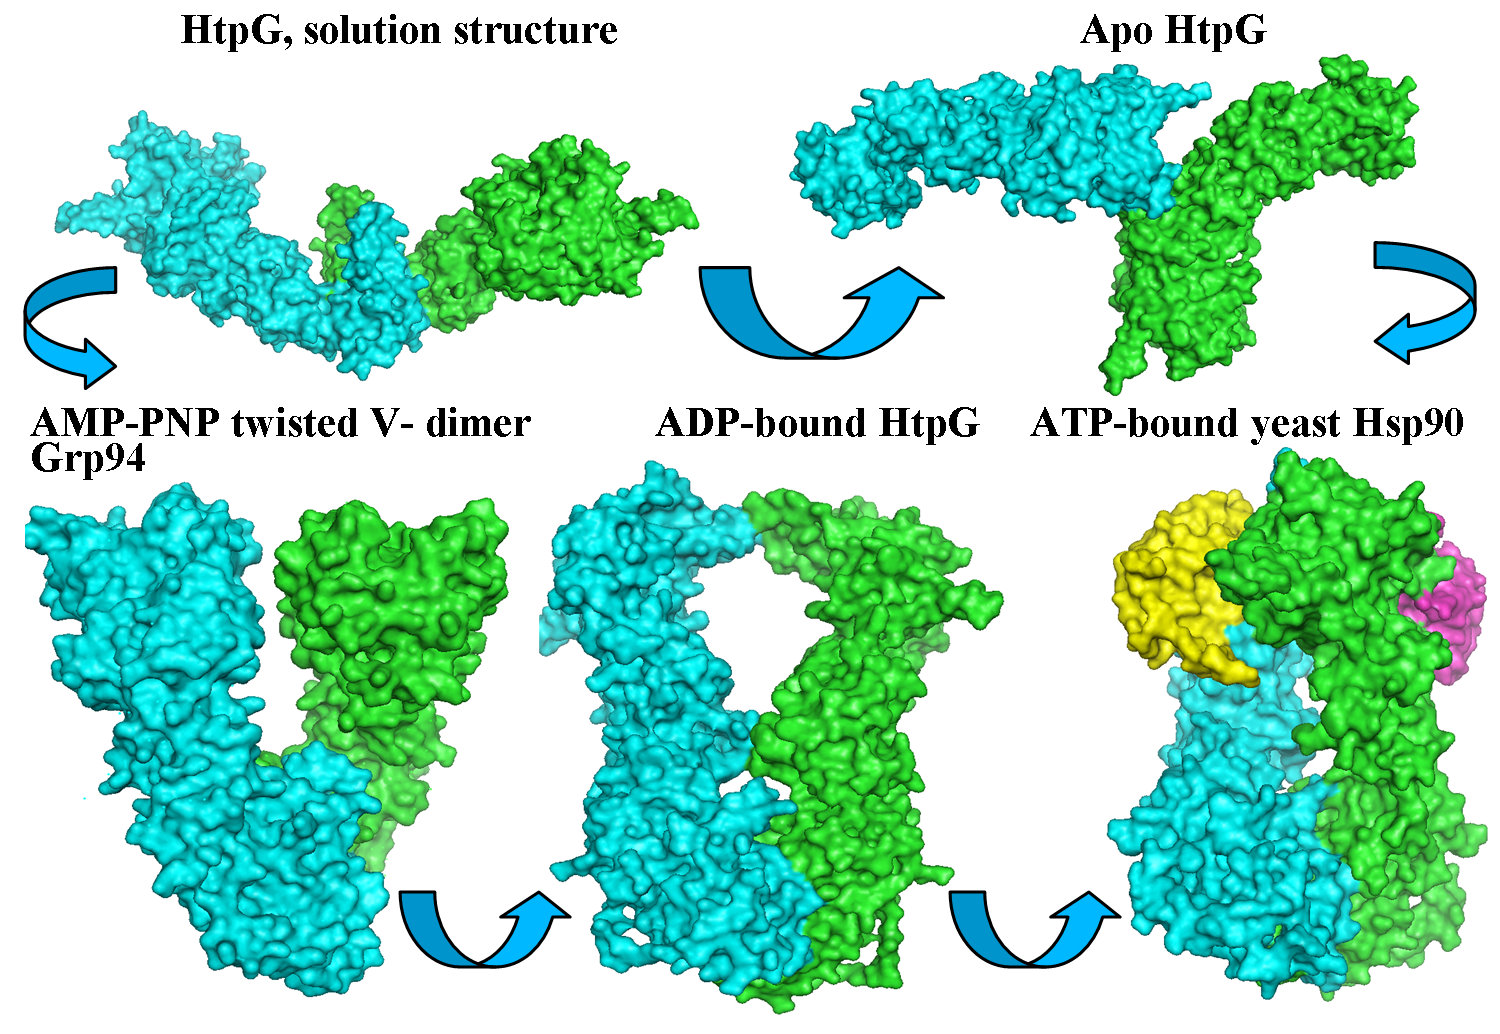 HtpG, solution structure
Apo HtpG
AMP-PNP twisted V- dimer
Grp94
ADP-bound HtpG
ATP-bound yeast Hsp90